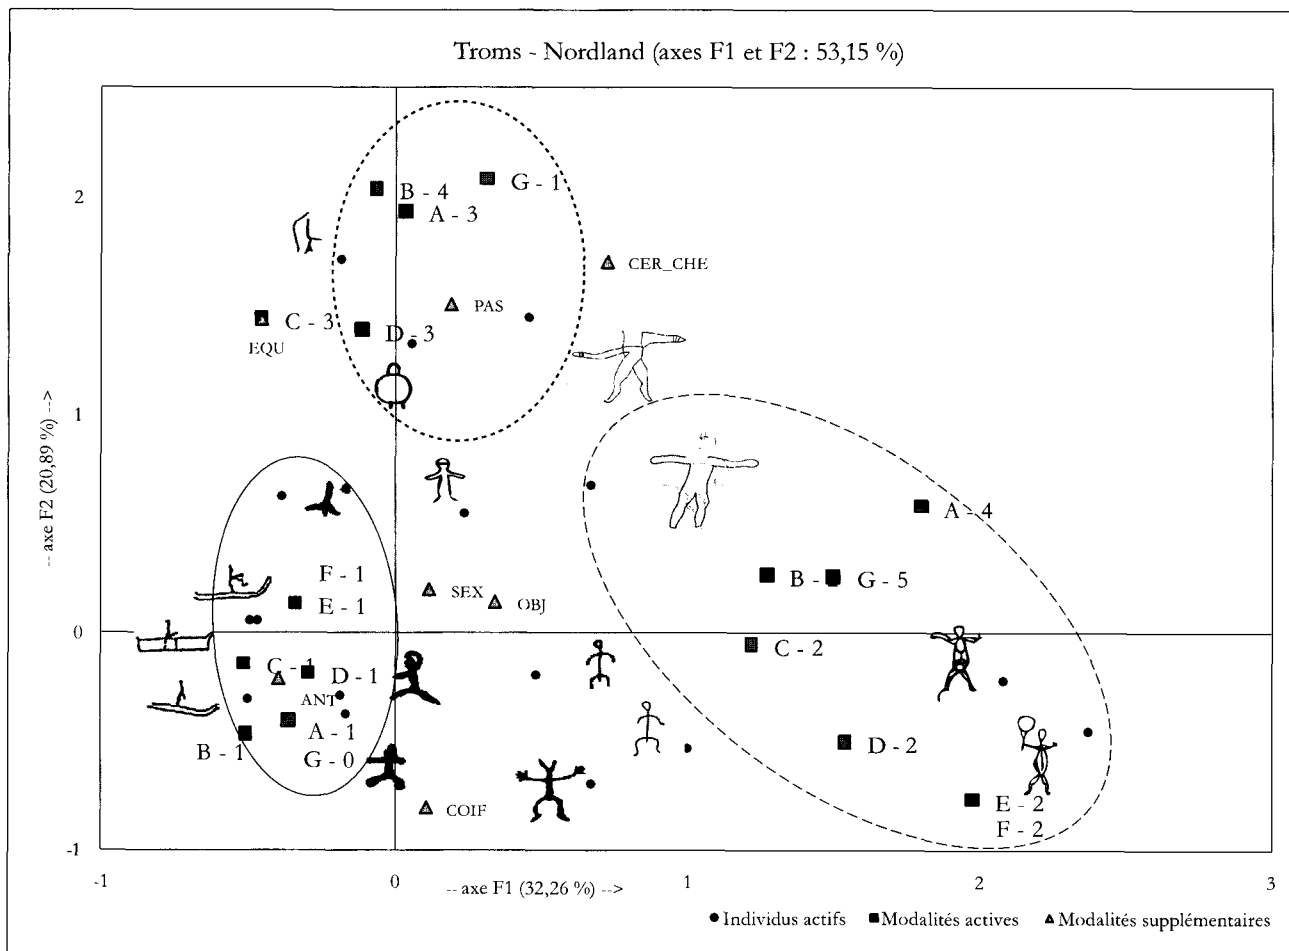 Troms - Nordland (axes F1 et F2 : 53,15 %)
2
B - 4
G - 1
A - 3
CER_CHE
PAS
C - 3
D - 3
EQU
1
-- axe F2 (20,89 %) -->
A - 4
F - 1
B -
G - 5
E - 1
SEX
OBJ
0
C - 2
C - 1
D - 1
ANT
A - 1
B - 1
G - 0
D - 2
COIF
E - 2
F - 2
-1
-1
0
-- axe F1 (32,26 %) -->
1
2
3
Individus actifs
Modalités actives
Modalités supplémentaires